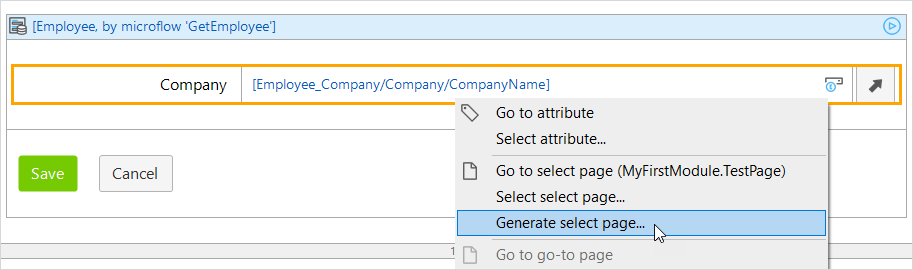 [Employee, by microflow 'GetEmployee']
Company
[Employee_Company/Company/CompanyName]
Go to attribute
Select attribute...
Go to select page (MyFirstModule.TestPage)
Select select page...
Generate select page...
Go to go-to page
Save
Cancel